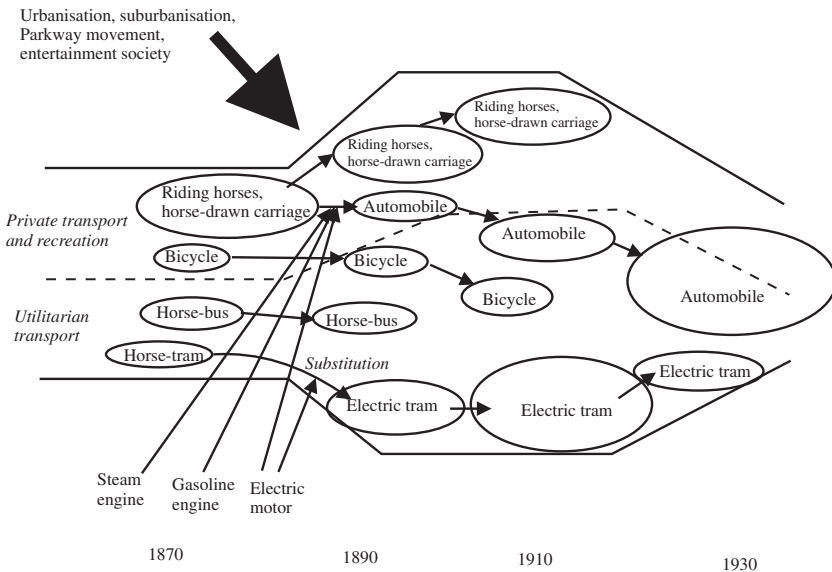 Urbanisation, suburbanisation,
Parkway movement,
entertainment society
Riding horses,
horse-drawn carriage
Riding horses,
horse-drawn carriage
Riding horses,
horse-drawn carriage
Automobile
Private transport
and recreation
Automobile
Bicycle
Bicycle
Bicycle
Automobile
Utilitarian
transport
Horse-bus
Horse-bus
Horse-tram
Substitution
Electric tram
Electric tram
Electric tram
Steam
engine
Gasoline
engine
Electric
motor
1870
1890
1910
1930